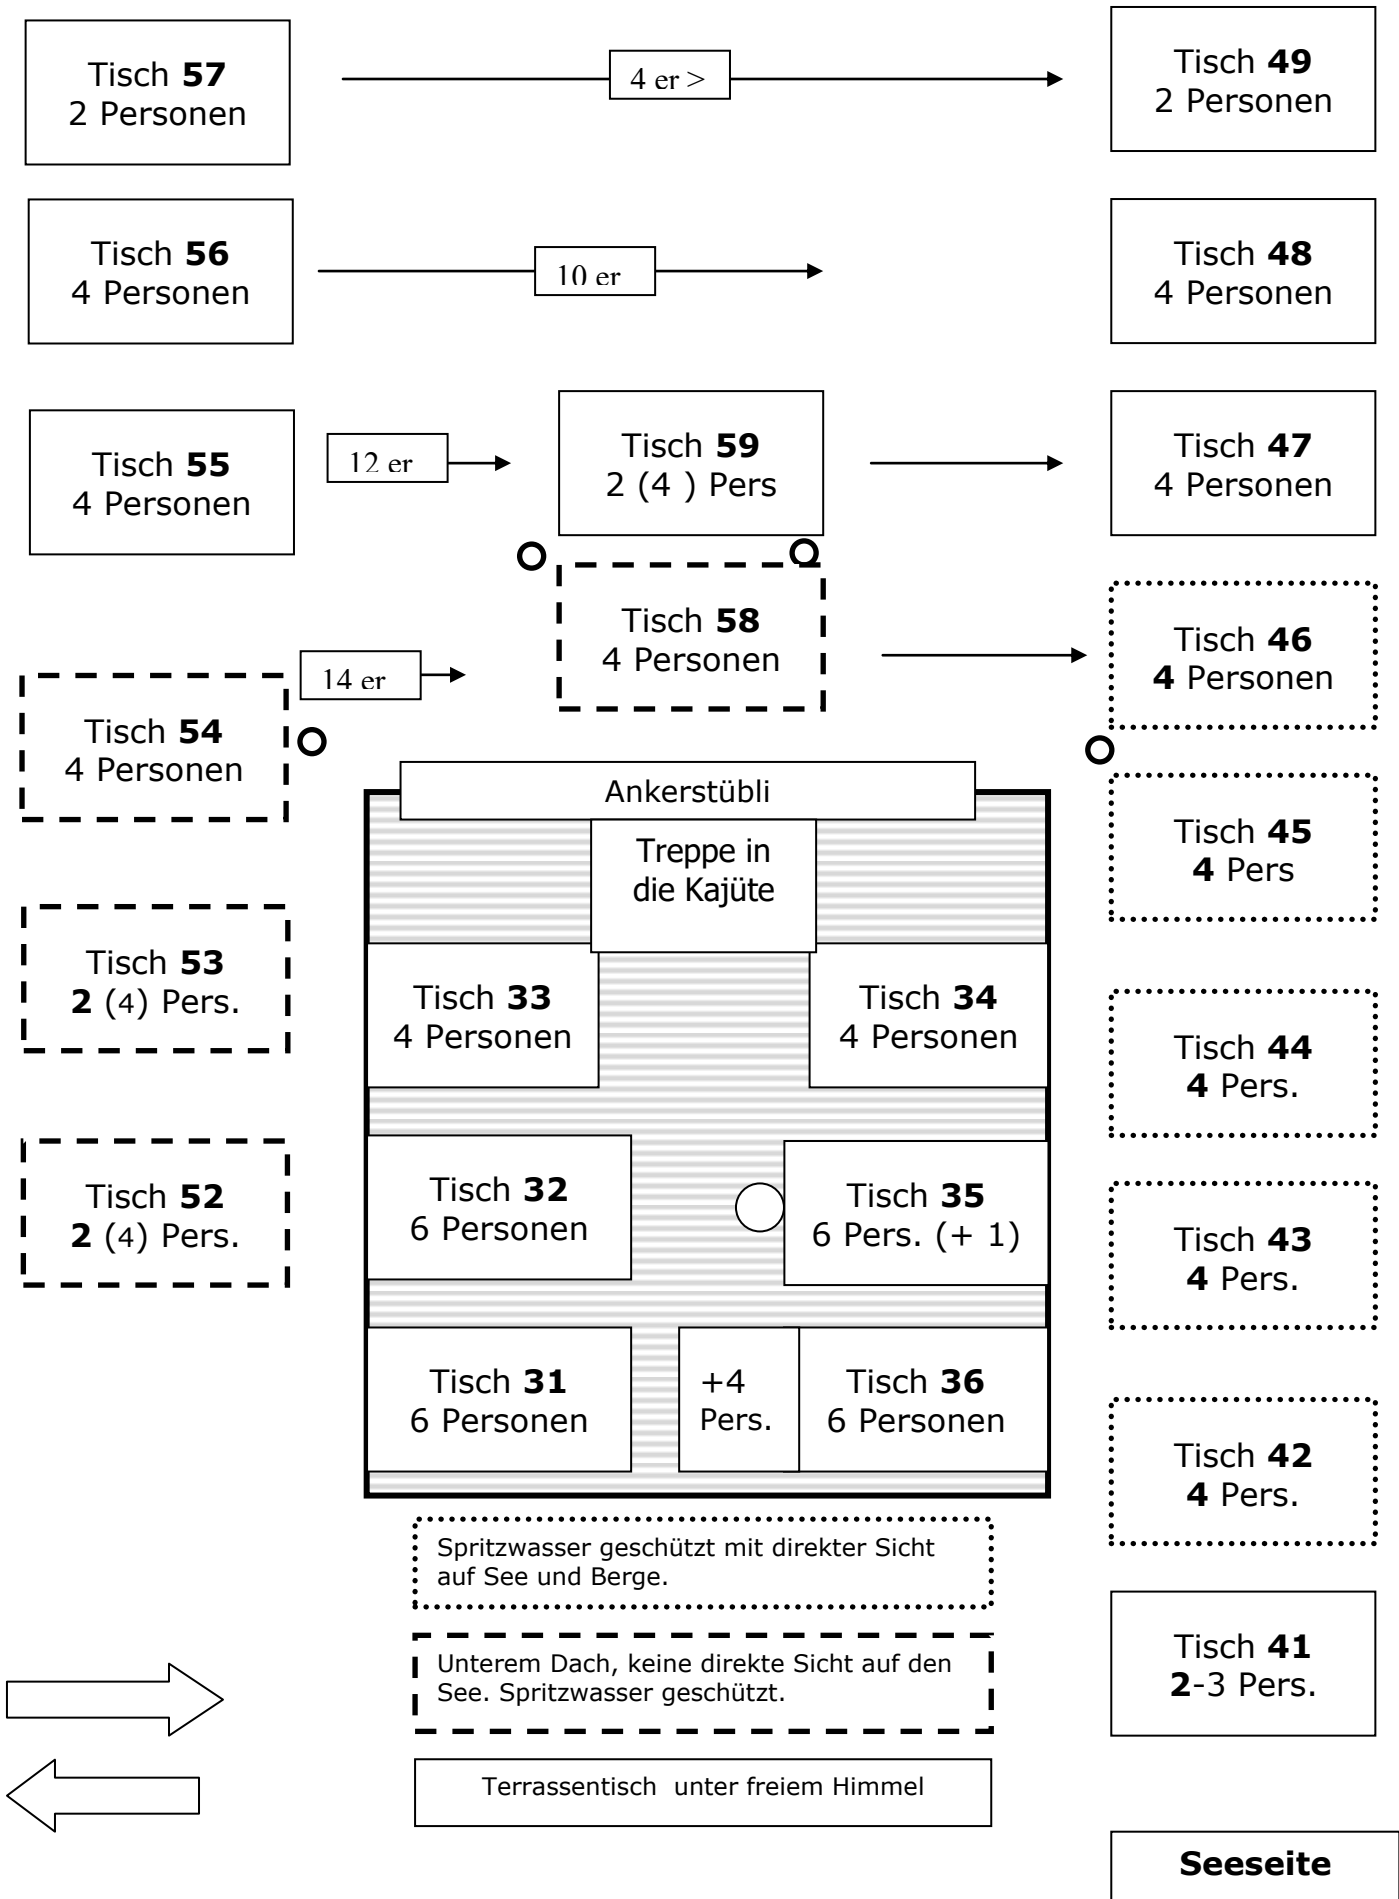 Tisch 57
2 Personen
4 er >
Tisch 49
2 Personen
Tisch 56
4 Personen
10 er
Tisch 48
4 Personen
Tisch 55
4 Personen
12 er
Tisch 59
2 (4 ) Pers
Tisch 47
4 Personen
Tisch 58
4 Personen
Tisch 46
4 Personen
14 er
Tisch 54
4 Personen
Ankerstübli
Treppe in
die Kajüte
Tisch 45
4 Pers
Tisch 53
2 (4) Pers.
Tisch 33
4 Personen
Tisch 34
4 Personen
Tisch 44
4 Pers.
Tisch 52
2 (4) Pers.
Tisch 32
6 Personen
Tisch 35
6 Pers. (+ 1)
Tisch 43
4 Pers.
Tisch 31
6 Personen
+4
Pers.
Tisch 36
6 Personen
Tisch 42
4 Pers.
Spritzwasser geschützt mit direkter Sicht
auf See und Berge.
Unterem Dach, keine direkte Sicht auf den
See. Spritzwasser geschützt.
Tisch 41
2-3 Pers.
Terrassentisch  unter freiem Himmel
Seeseite